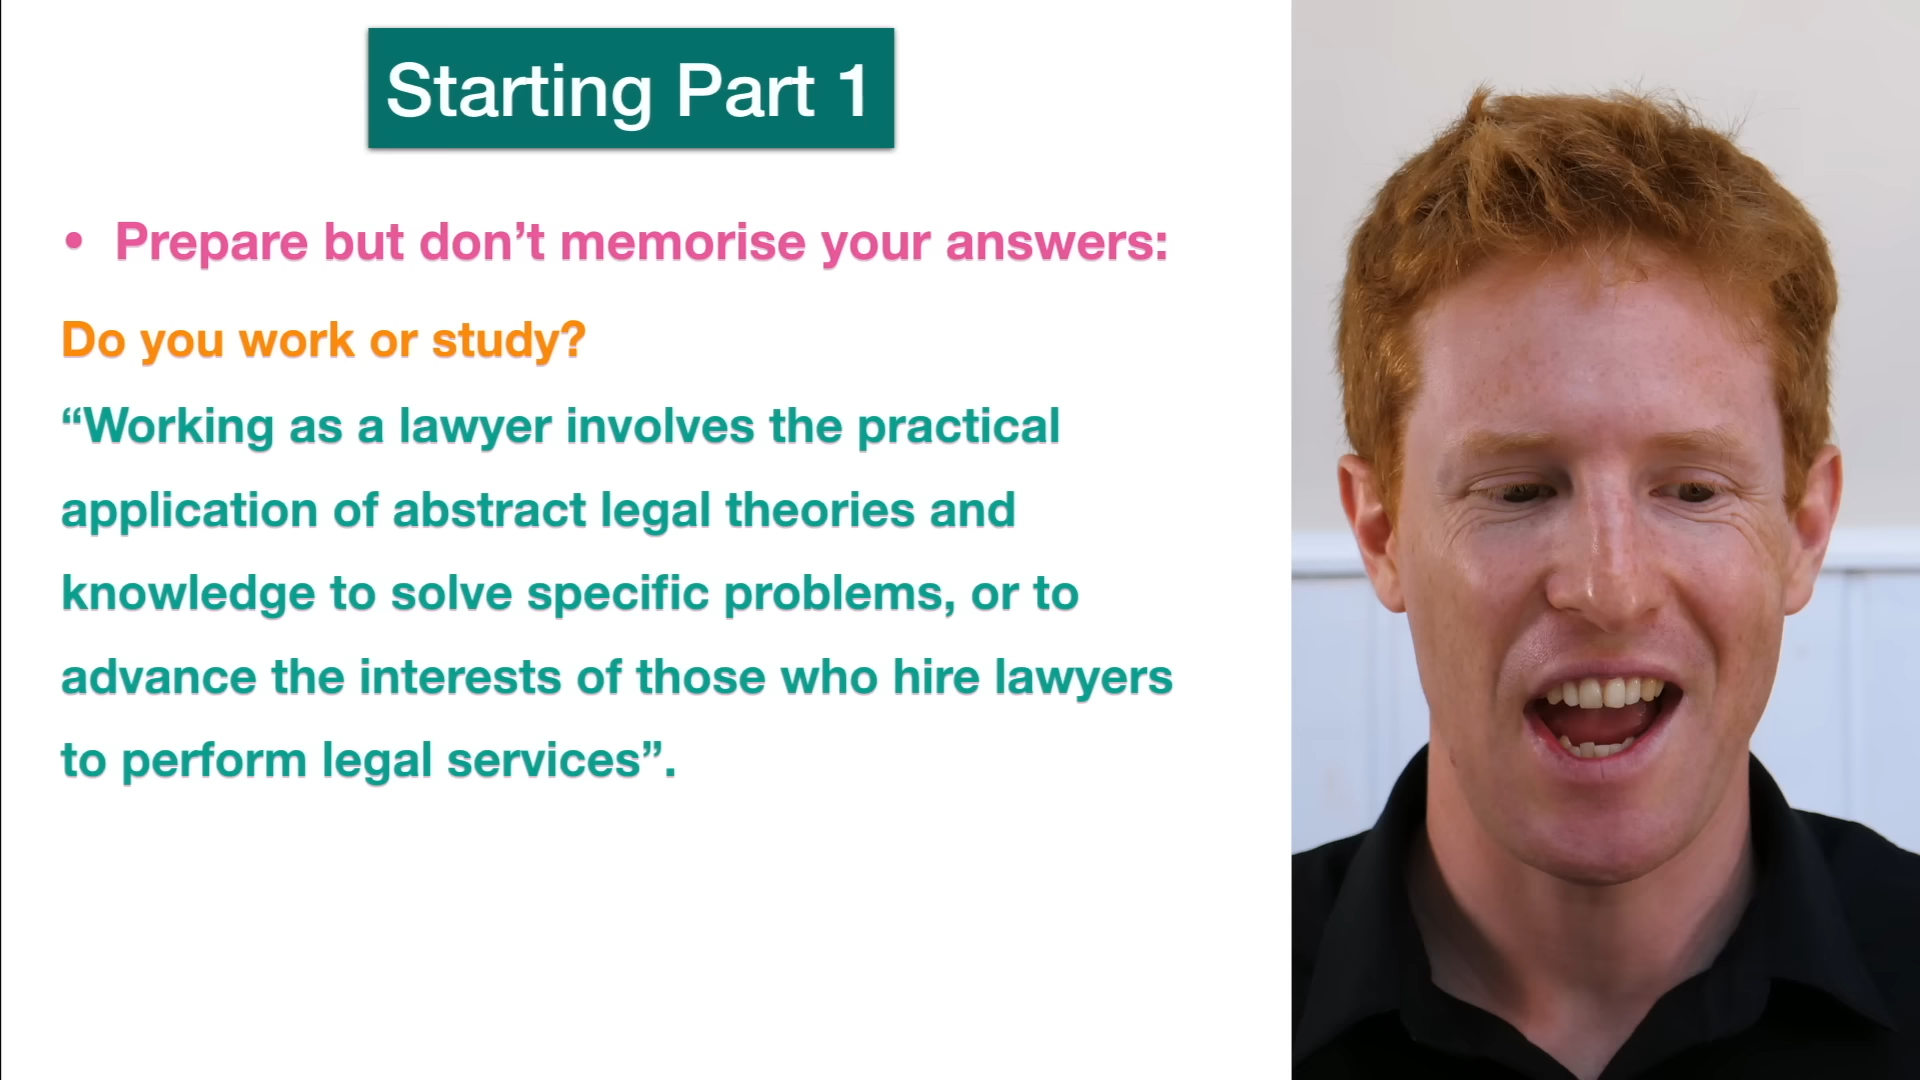 Starting Part 1
• Prepare but don’t memorise your answers:
Do you work or study?
“Working as a lawyer involves the practical
application of abstract legal theories and
knowledge to solve specific problems, or to
advance the interests of those who hire lawyers
to perform legal services”.